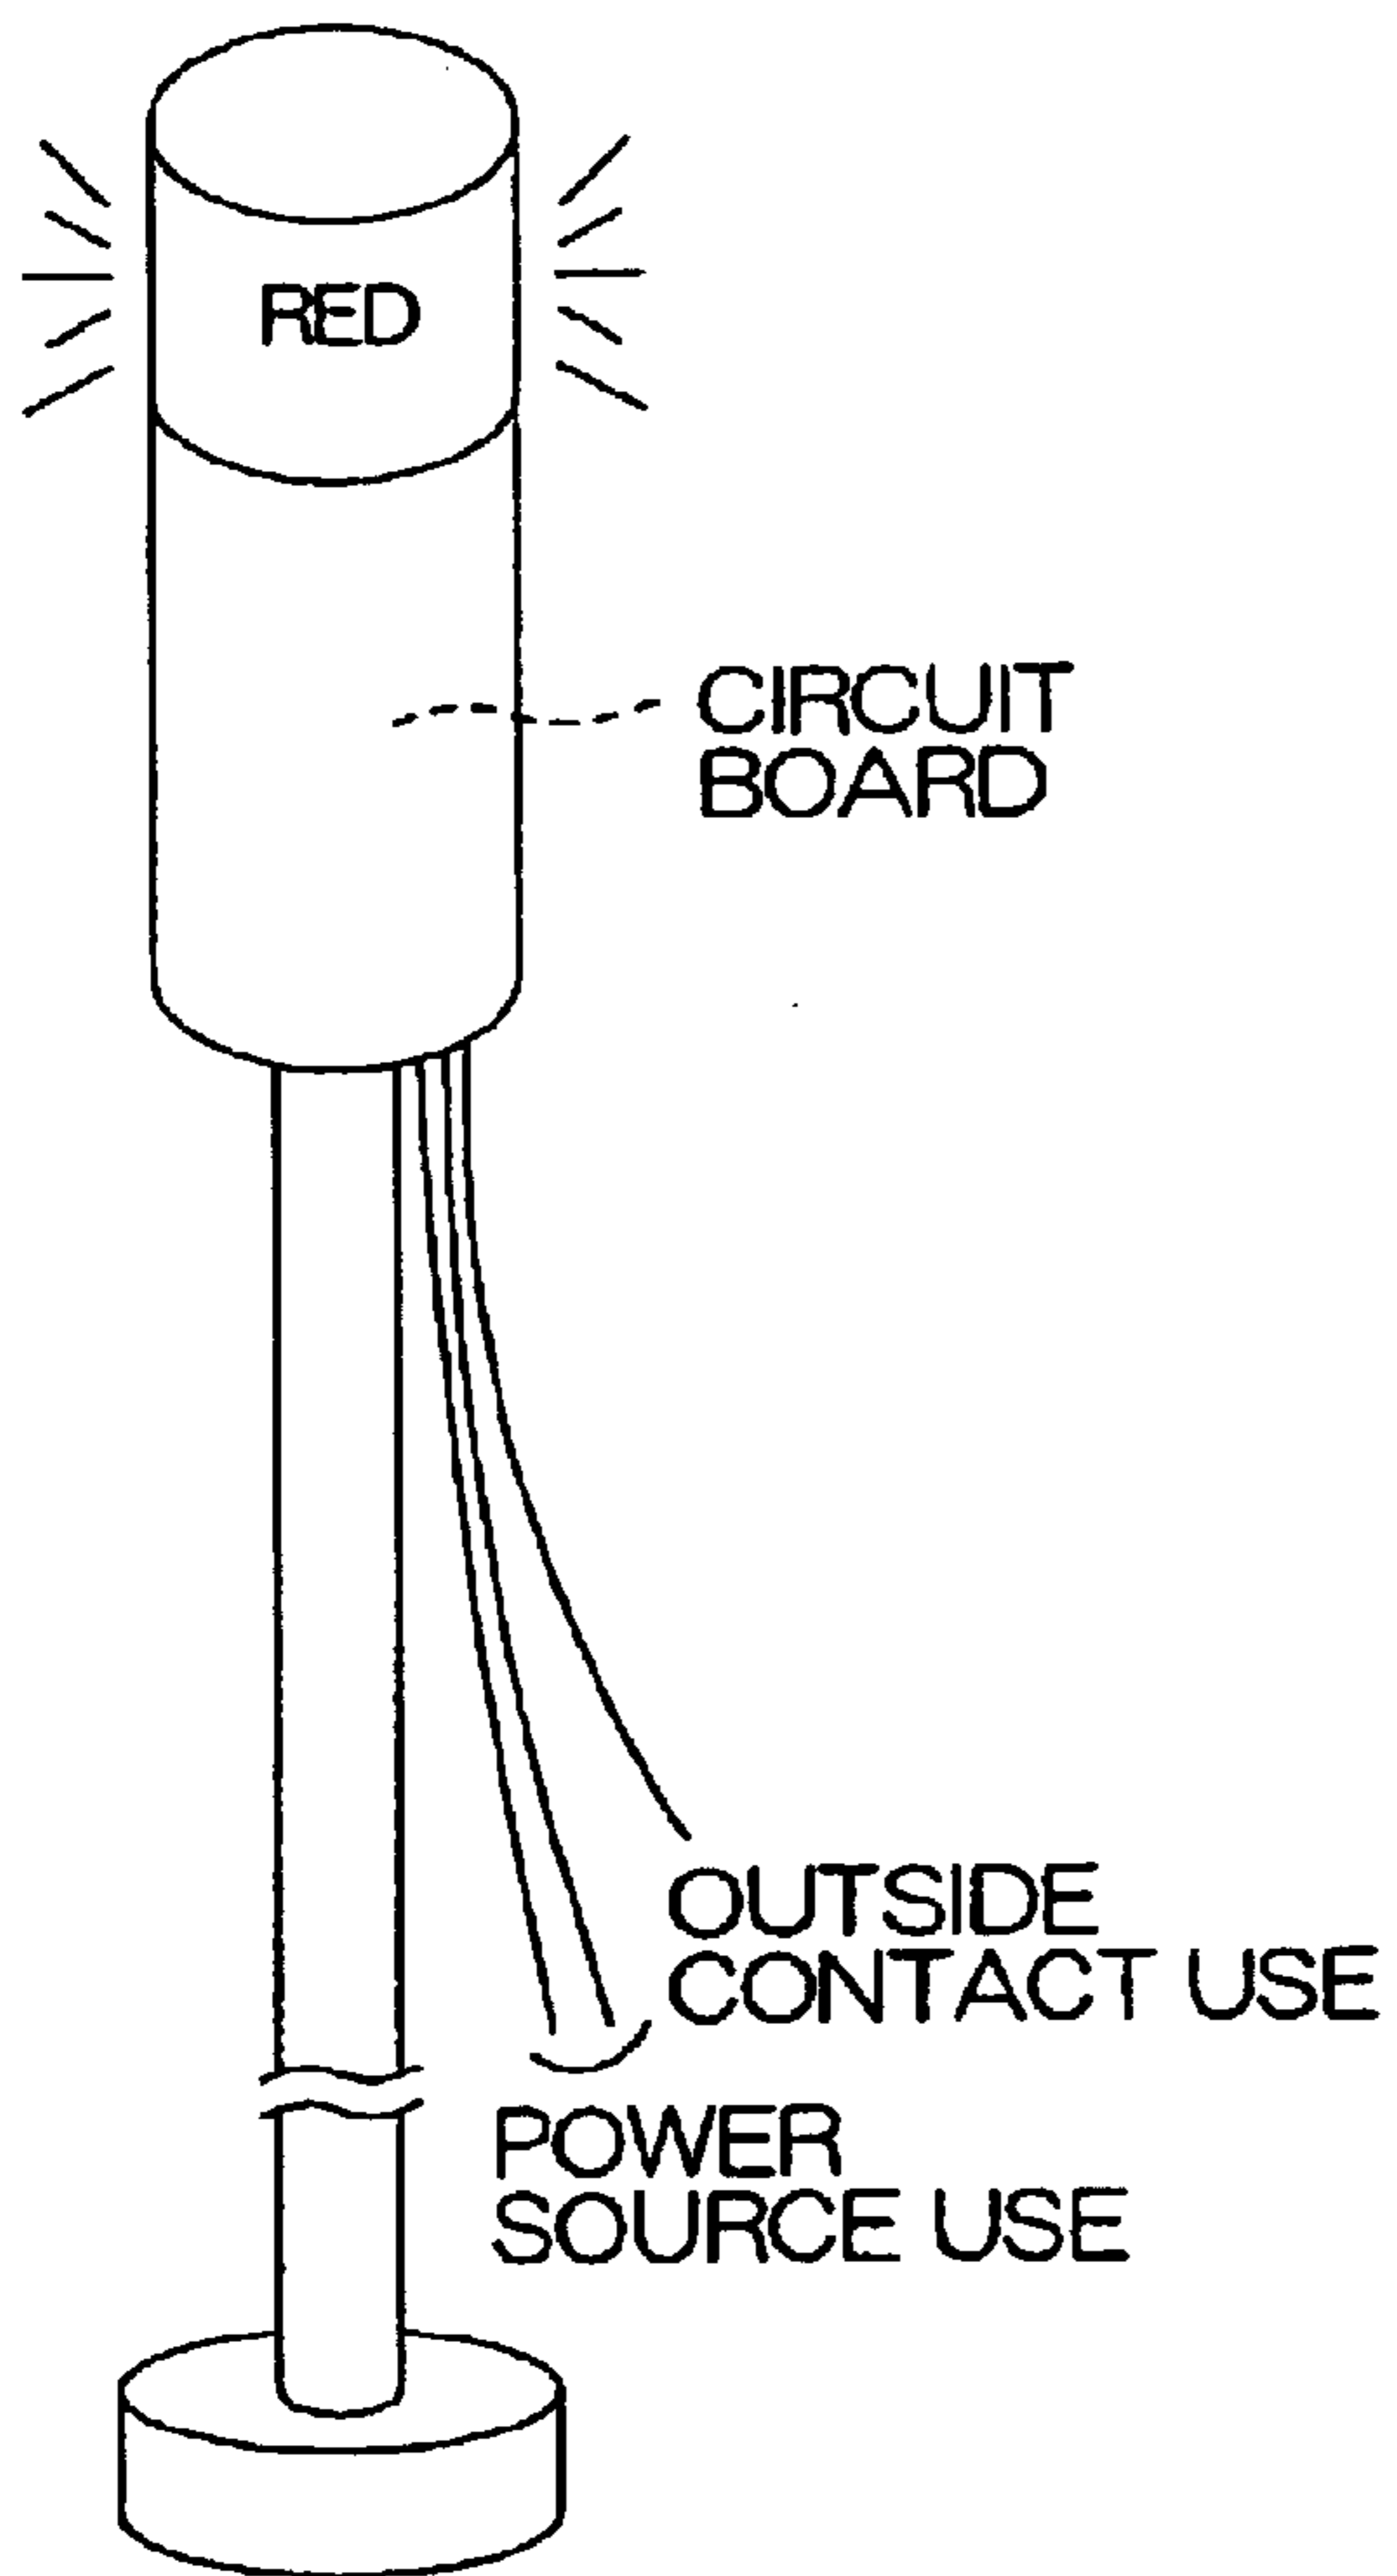 RED
CIRCUIT
BOARD
OUTSIDE
CONTACT USE
POWER
SOURCE USE